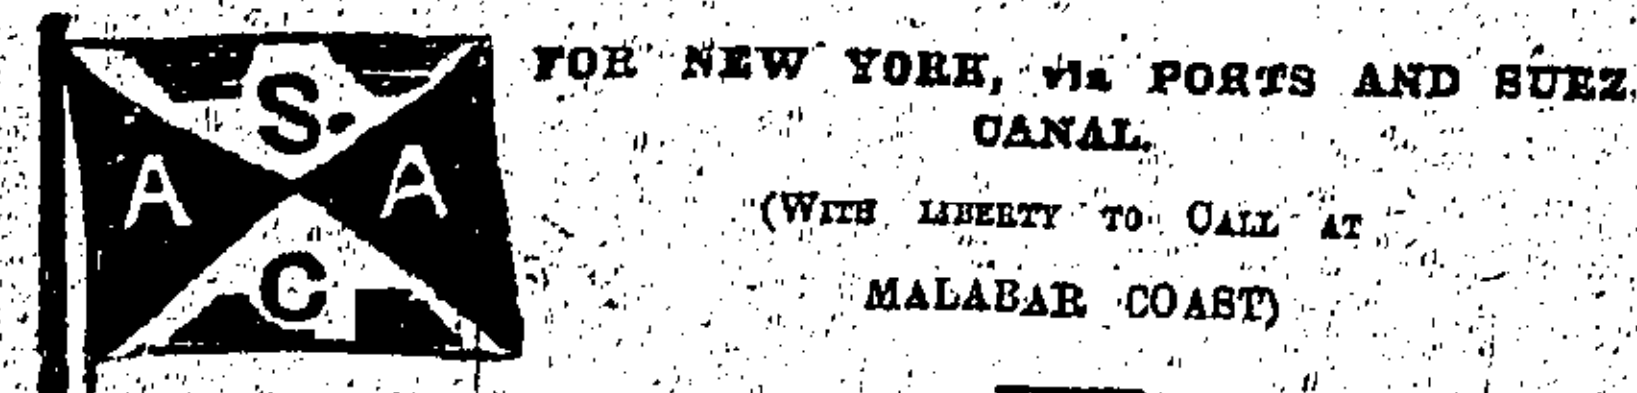 S
A A
C
FOR NEW YORK, via PORTS AND SUEZ
CANAL.
(WITH LIBERTY TO CALL AT
MALABAR COAST)